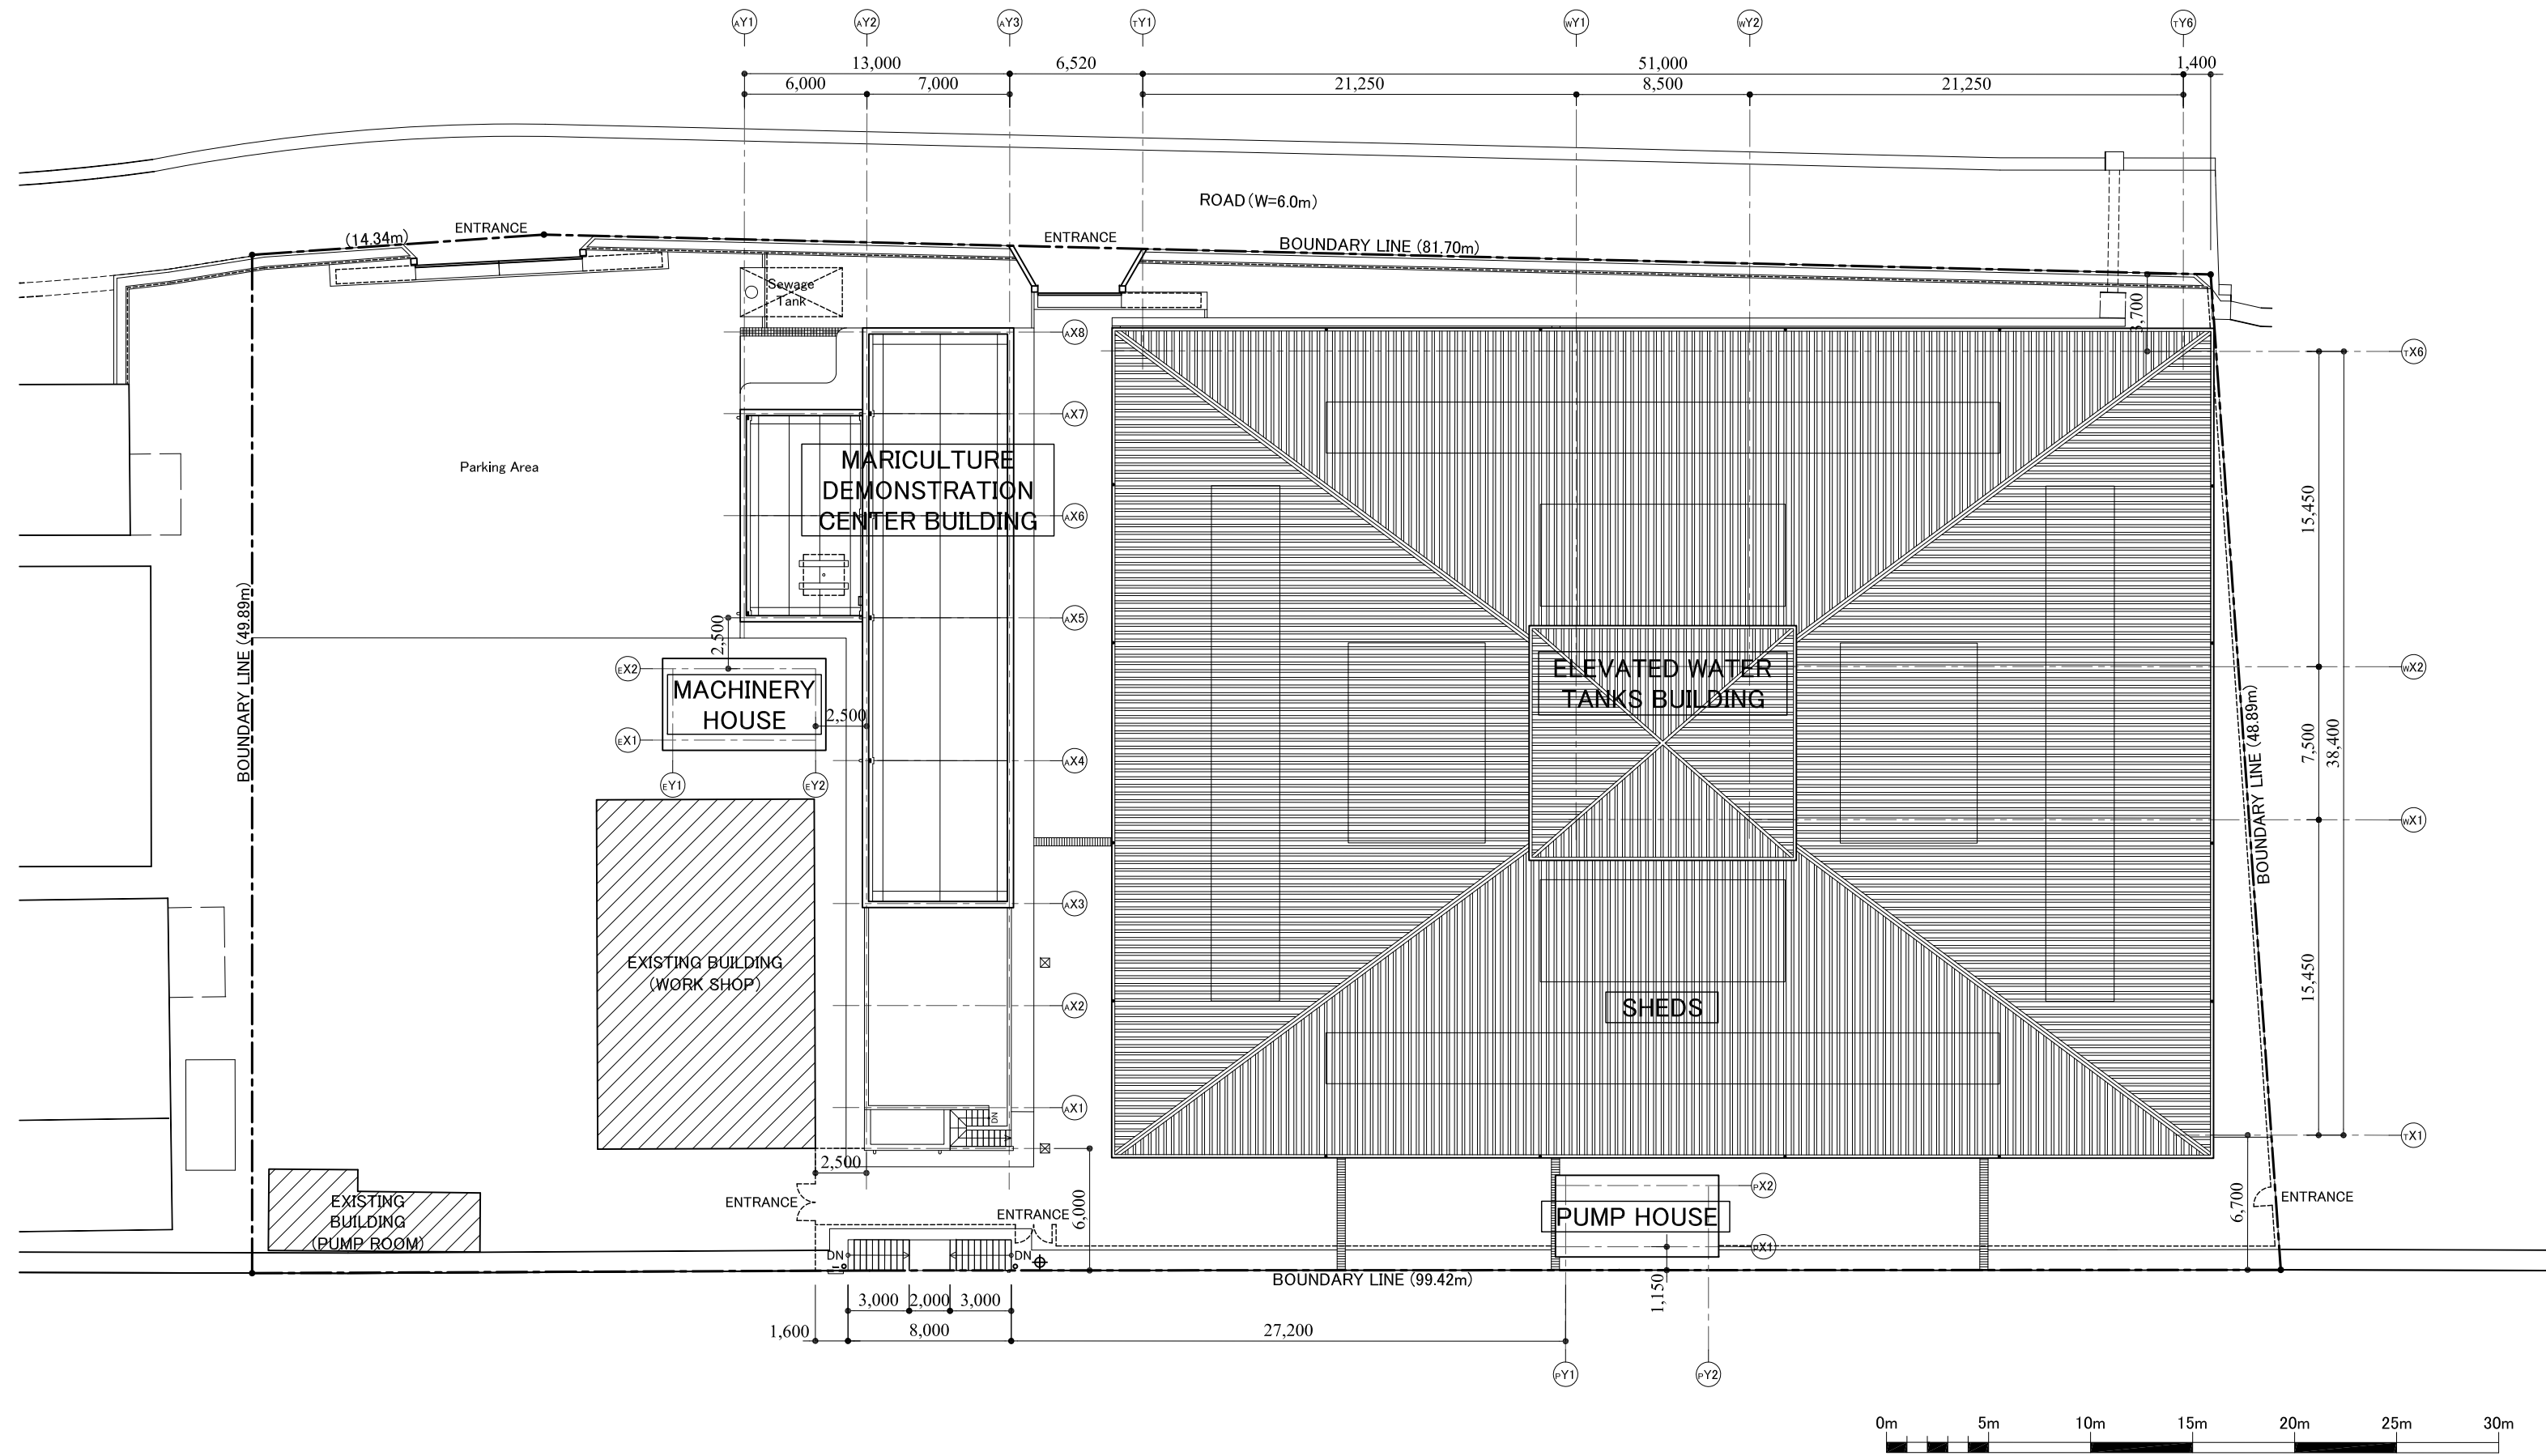 AY1
AY2
AY3
TY1
WY1
WY2
TY6
13,000
6,520
51,000
1,400
6,000
7,000
21,250
8,500
21,250
ROAD(W=6.0m)
(14.34m)
ENTRANCE
ENTRANCE
BOUNDARY LINE (81.70m)
Sewage
Tank
3,700
AX8
TX6
AX7
Parking Area
MARICULTURE
DEMONSTRATION
CENTER BUILDING
AX6
15,450
BOUNDARY LINE (49.89m)
AX5
2,500
EX2
MACHINERY
HOUSE
2,500
EX1
EY1
EY2
AX4
ELEVATED WATER
TANKS BUILDING
WX2
7,500
38,400
BOUNDARY LINE (48.89m)
WX1
AX3
EXISTING BUILDING
(WORK SHOP)
AX2
SHEDS
15,450
AX1
DN
TX1
2,500
ENTRANCE
ENTRANCE
6,000
EXISTING
BUILDING
(PUMP ROOM)
PX2
PUMP HOUSE
PX1
6,700
ENTRANCE
DN
DN
BOUNDARY LINE (99.42m)
1,150
3,000
2,000
3,000
1,600
8,000
27,200
PY1
PY2
0m
5m
10m
15m
20m
25m
30m